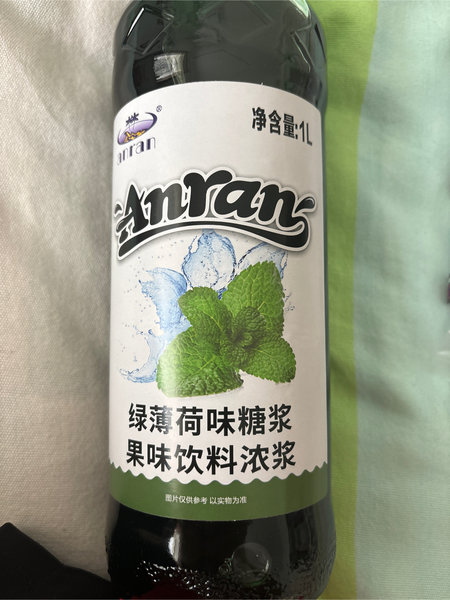 ®
anran
净含量:1L
Anran
绿薄荷味糖浆
果味饮料浓浆
图片仅供参考 以实物为准